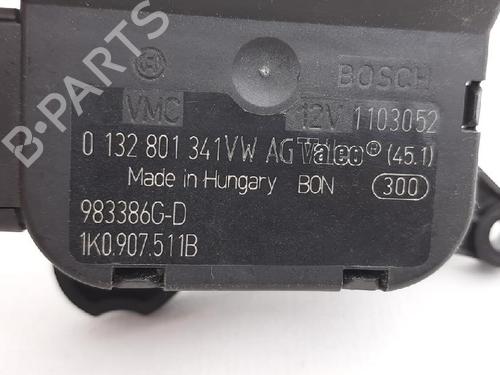 BOSCH
VMC 12V 1103052
0 132 801 341VW AG Valeo® (45.1)
Made in Hungary BON 300
983386G-D
1K0.907.511B
B-PARTS